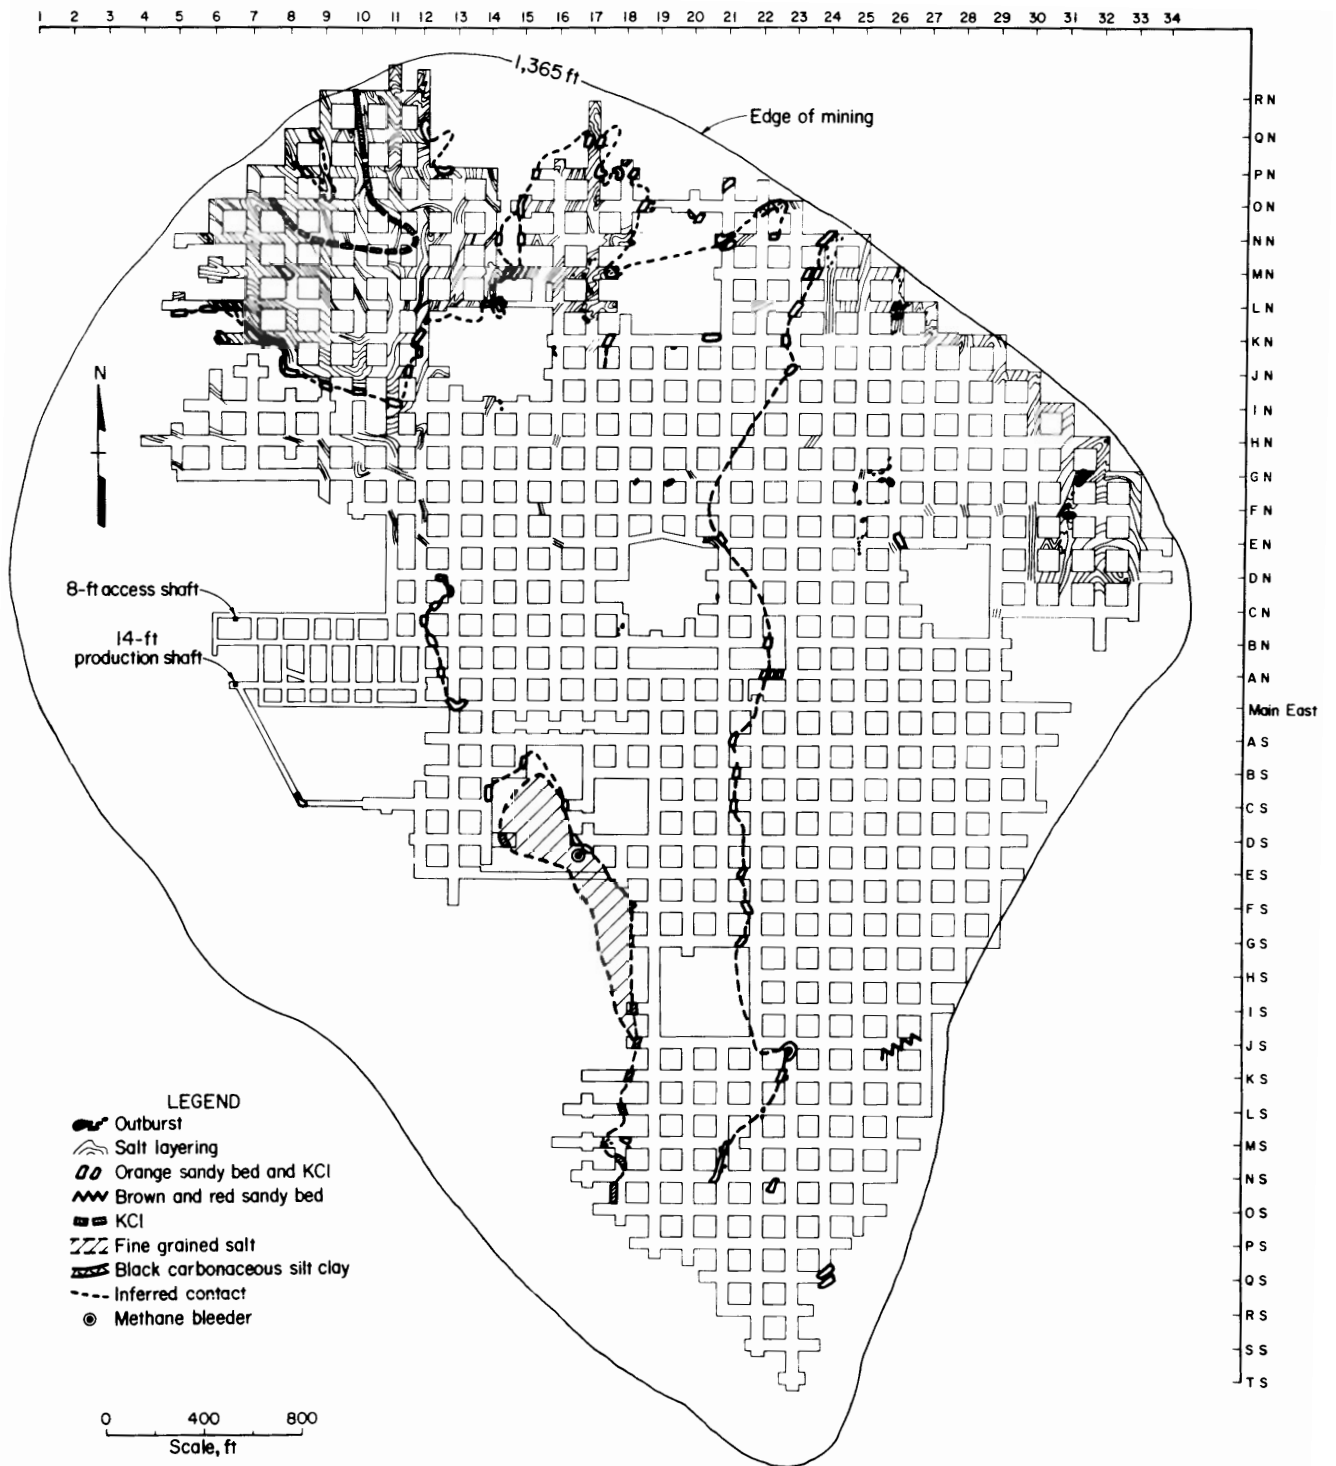 1 2 3 4 5 6 7 8 9 10 11 12 13 14 15 16 17 18 19 20 21 22 23 24 25 26 27 28 29 30 31 32 33 34
1,365 ft
Edge of mining
RN
QN
PN
ON
NN
MN
LN
KN
JN
IN
HN
GN
FN
EN
DN
CN
BN
AN
Main East
AS
BS
CS
DS
ES
FS
GS
HS
IS
JS
KS
LS
MS
NS
OS
PS
QS
RS
SS
TS
N
8-ft access shaft
14-ft
production shaft
LEGEND
Outburst
Salt layering
Orange sandy bed and KCl
Brown and red sandy bed
KCl
Fine grained salt
Black carbonaceous silt clay
Inferred contact
Methane bleeder
0 400 800
Scale, ft